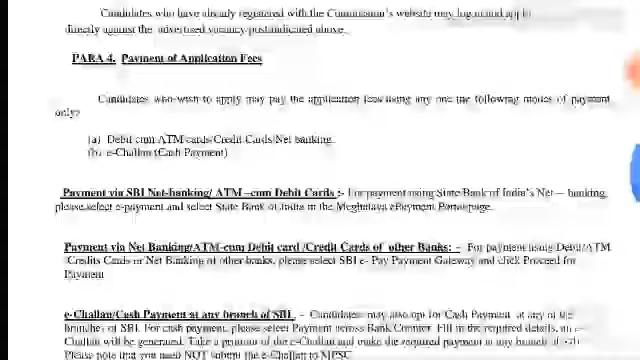 Candidates who have already registered with the Commission's website may logon and apply
directly against the advertised vacancy/post indicated above.
PARA 4. Payment of Application Fees
Candidates who wish to apply may pay the application fees using any one the following modes of payment
only:
(a) Debit cum ATM cards/Credit Cards/Net banking
(b) e-Challan (Cash Payment)
Payment via SBI Net-banking/ ATM –cum Debit Cards :- For payment using State Bank of India's Net – banking,
please select e-payment and select State Bank of India in the Meghalaya ePayment Portal page.
Payment via Net Banking/ATM-cum Debit card /Credit Cards of other Banks: – For payment using Debit/ATM
/Credits Cards or Net Banking of other banks, please select SBI e- Pay Payment Gateway and click Proceed for
Payment
e-Challan/Cash Payment at any branch of SBI – Candidates may also opt for Cash Payment at any of the
branches of SBI. For cash payment, please select Payment across Bank Counter. Fill in the required details, an e-
Challan will be generated. Take a printout of the e-Challan and make the required payment at any branch of SBI.
Please note that you need NOT submit the e-Challan to MPSC